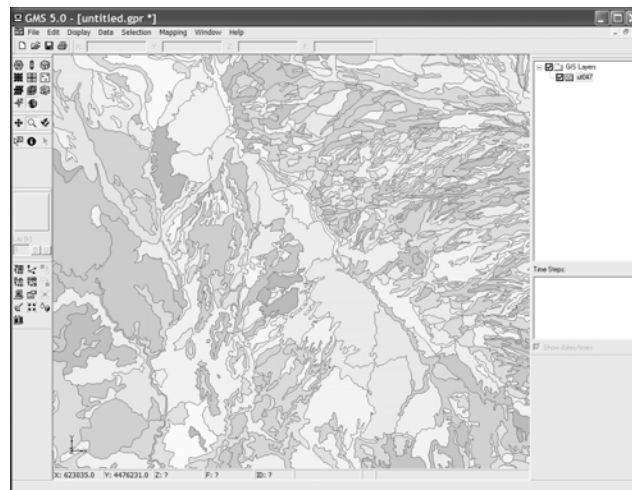 GMS 5.0 - [untitled.gpr *]
File Edit Display Data Selection Mapping Window Help
X: Y: Z: F:
GIS Layers
ut047
Time Steps:
Show dates/times
X: 623035.0 Y: 4476231.0 Z: ? F: ? ID: ?